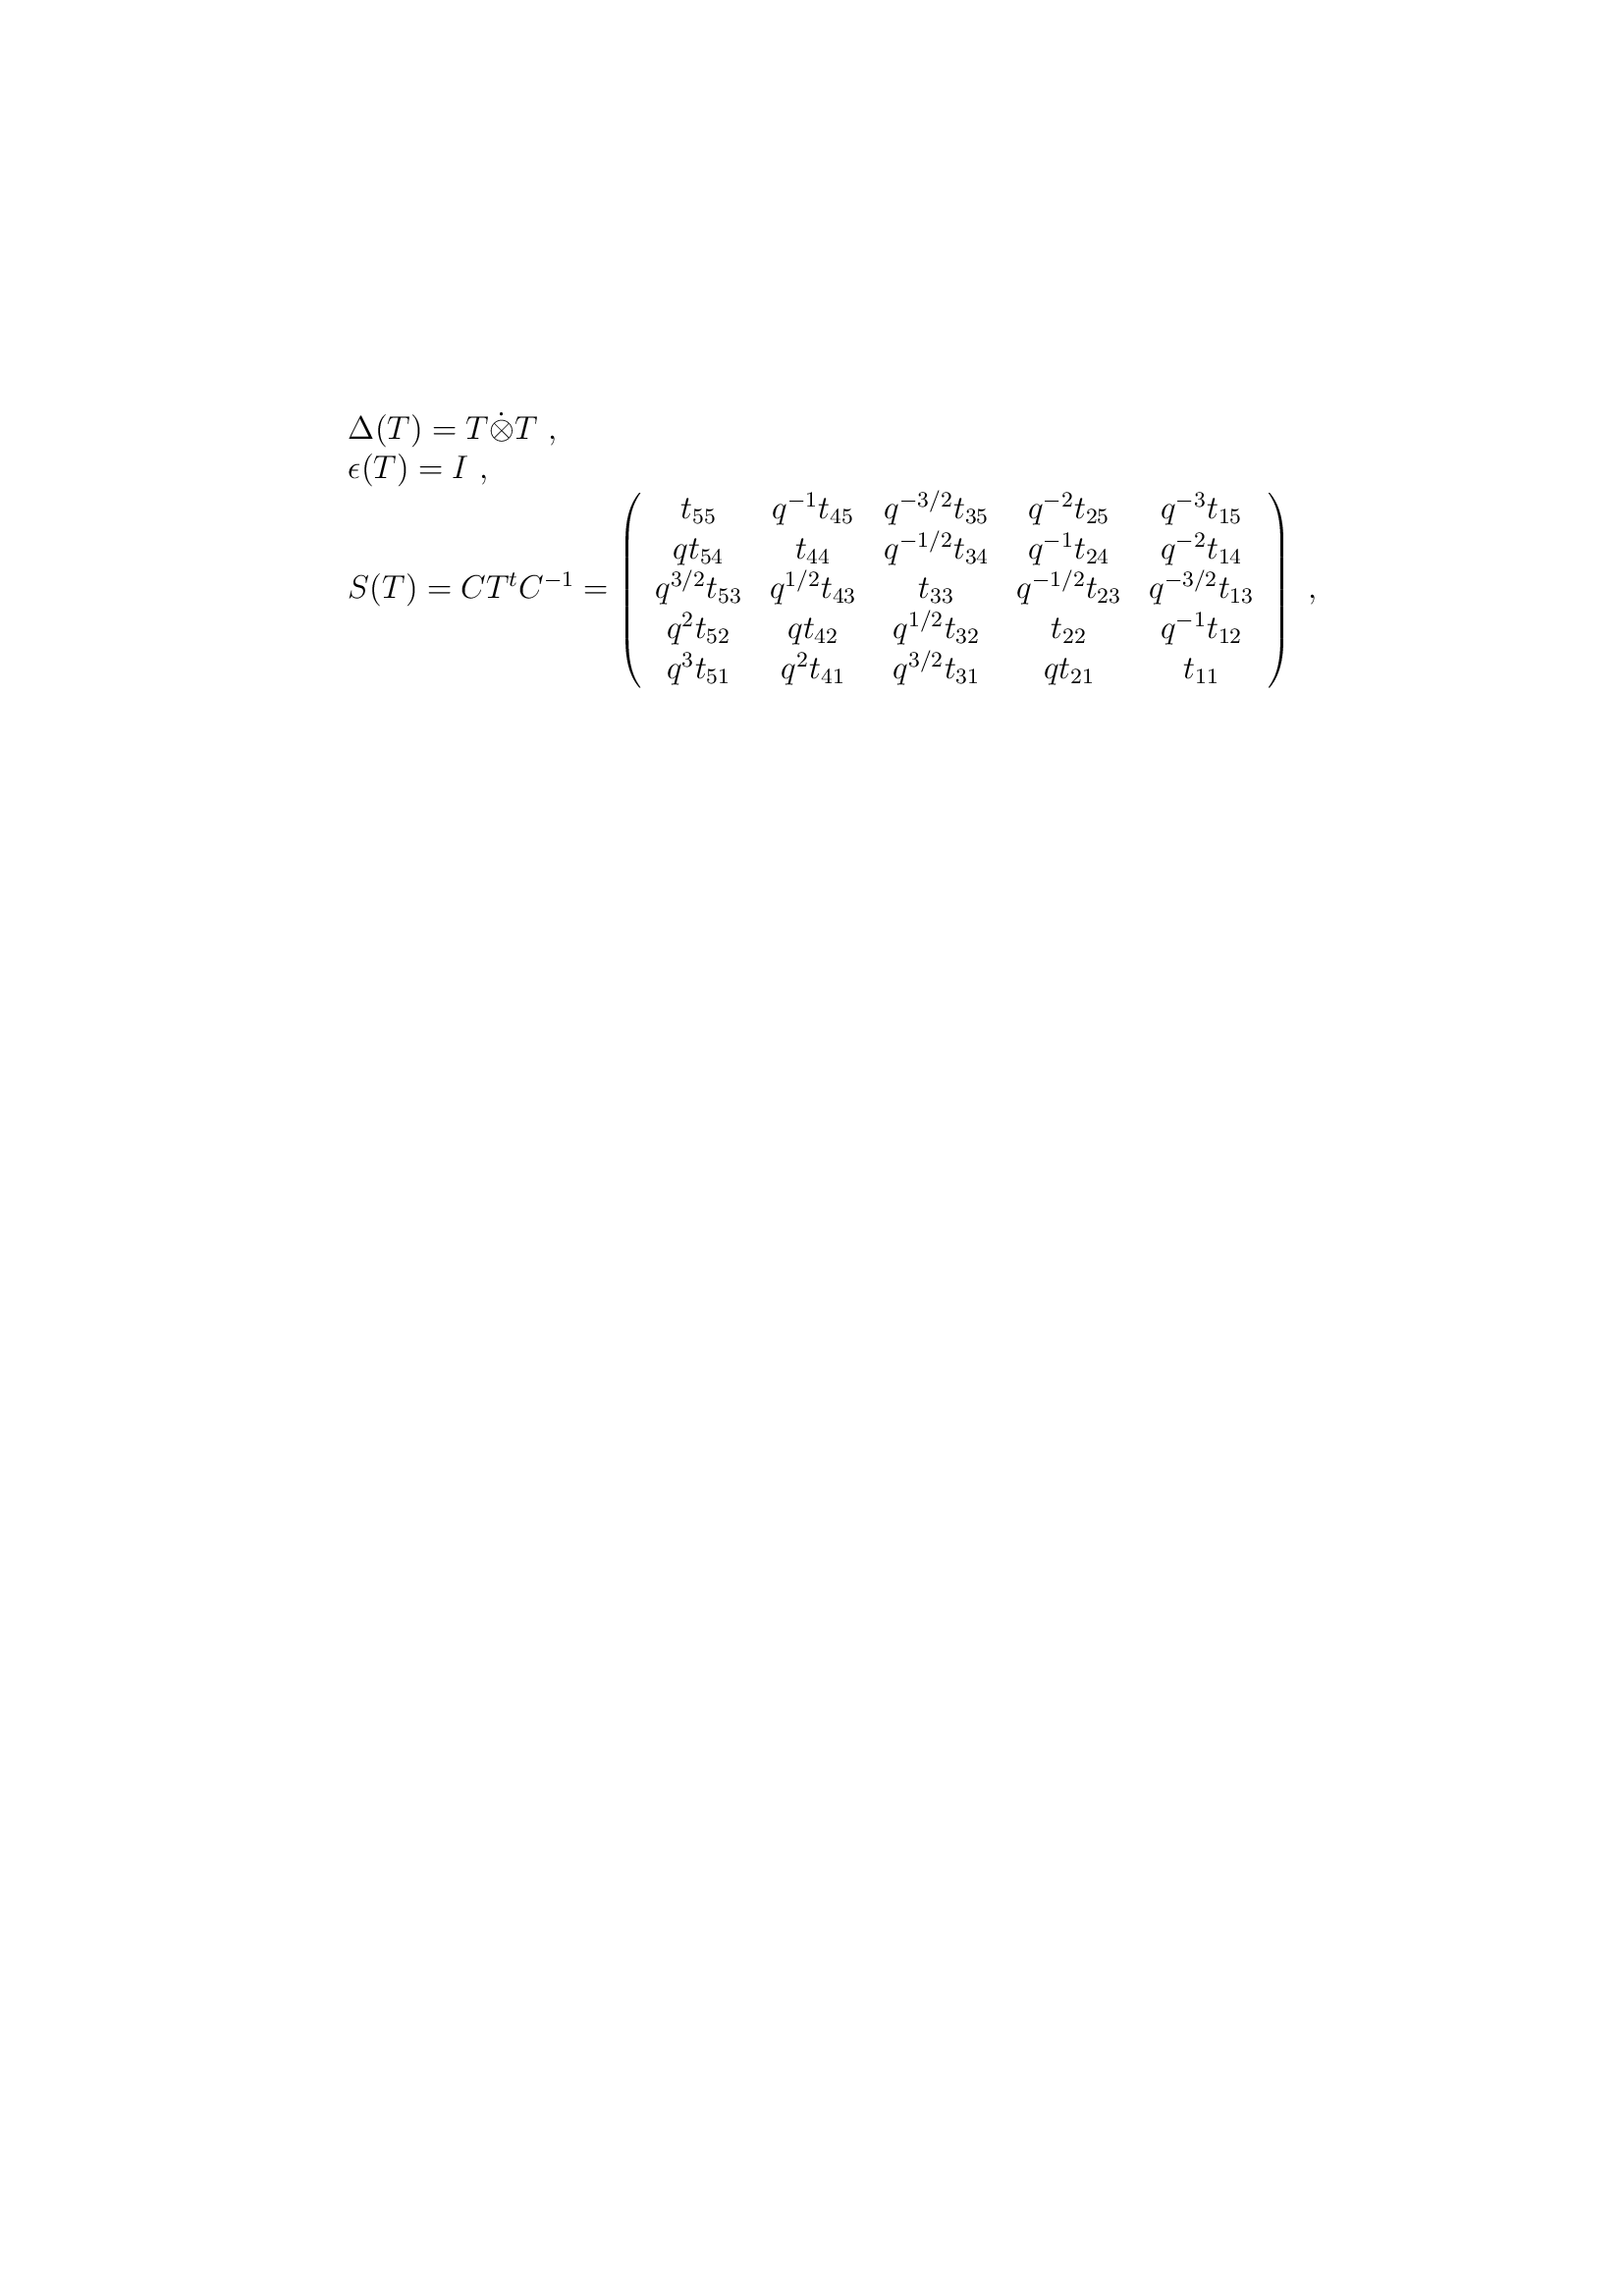 $\Delta(T) = T \dot{\otimes} T \ ,$
$\epsilon(T) = I \ ,$
$S(T) = CT^{t}C^{-1} = \left( \begin{array}{ccccc} t_{55} & q^{-1}t_{45} & q^{-3/2}t_{35} & q^{-2}t_{25} & q^{-3}t_{15} \\ qt_{54} & t_{44} & q^{-1/2}t_{34} & q^{-1}t_{24} & q^{-2}t_{14} \\ q^{3/2}t_{53} & q^{1/2}t_{43} & t_{33} & q^{-1/2}t_{23} & q^{-3/2}t_{13} \\ q^{2}t_{52} & qt_{42} & q^{1/2}t_{32} & t_{22} & q^{-1}t_{12} \\ q^{3}t_{51} & q^{2}t_{41} & q^{3/2}t_{31} & qt_{21} & t_{11} \end{array} \right) \ ,$